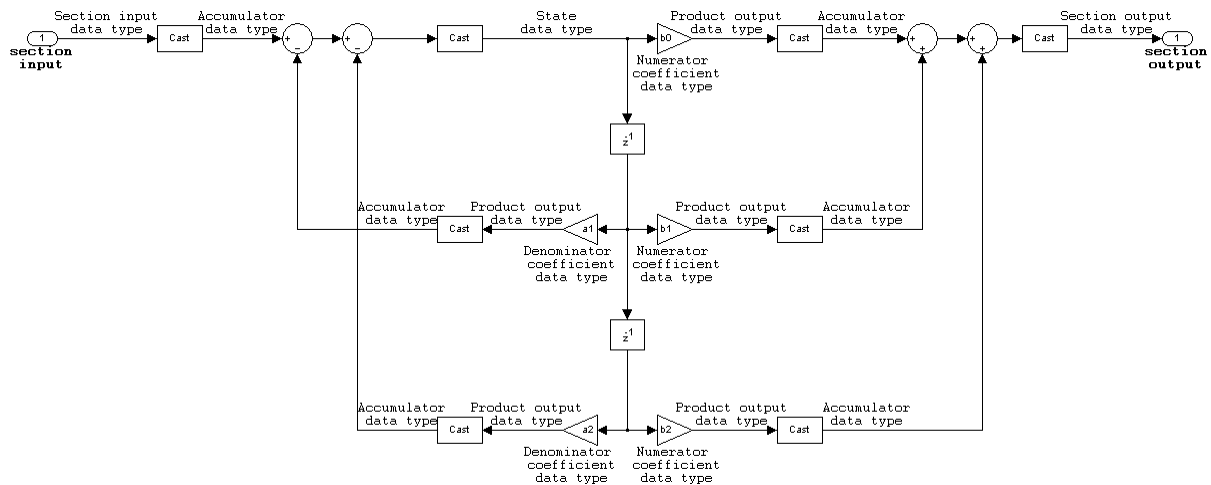 Section input
data type
Accumulator
data type
State
data type
Product output
data type
Accumulator
data type
Section output
data type
1
section
input
Cast
+
−
+
−
Cast
b0
Numerator
coefficient
data type
Cast
+
+
+
+
Cast
1
section
output
z-1
Accumulator
data type
Product output
data type
Product output
data type
Accumulator
data type
Cast
a1
b1
Cast
Denominator
coefficient
data type
Numerator
coefficient
data type
z-1
Accumulator
data type
Product output
data type
Product output
data type
Accumulator
data type
Cast
a2
b2
Cast
Denominator
coefficient
data type
Numerator
coefficient
data type